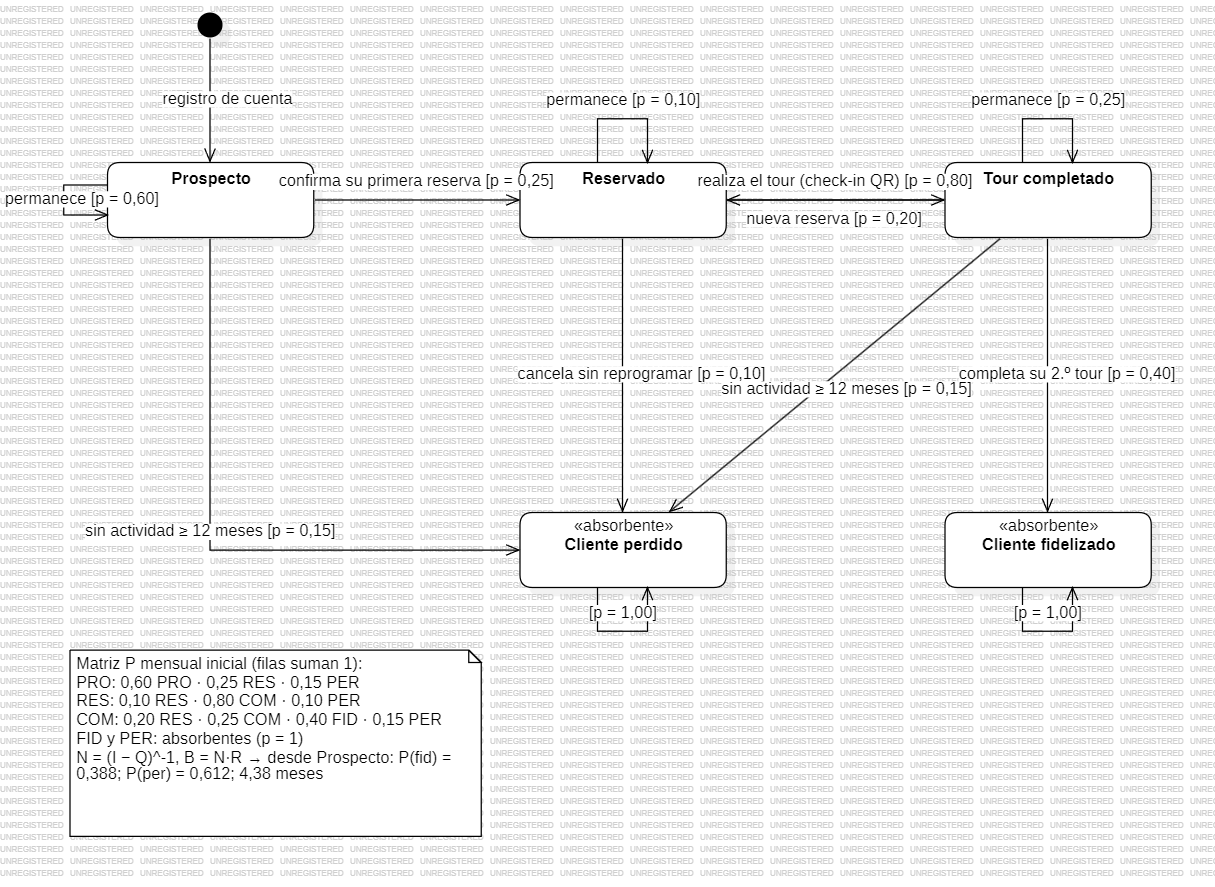 registro de cuenta
permanece [p = 0,10]
permanece [p = 0,25]
Prospecto
confirma su primera reserva [p = 0,25]
Reservado
realiza el tour (check-in QR) [p = 0,80]
Tour completado
permanece [p = 0,60]
nueva reserva [p = 0,20]
cancela sin reprogramar [p = 0,10]
completa su 2.º tour [p = 0,40]
sin actividad ≥ 12 meses [p = 0,15]
sin actividad ≥ 12 meses [p = 0,15]
«absorbente»
Cliente perdido
«absorbente»
Cliente fidelizado
[p = 1,00]
[p = 1,00]
Matriz P mensual inicial (filas suman 1):
PRO: 0,60 PRO · 0,25 RES · 0,15 PER
RES: 0,10 RES · 0,80 COM · 0,10 PER
COM: 0,20 RES · 0,25 COM · 0,40 FID · 0,15 PER
FID y PER: absorbentes (p = 1)
N = (I − Q)^-1, B = N·R → desde Prospecto: P(fid) =
0,388; P(per) = 0,612; 4,38 meses
UNREGISTERED